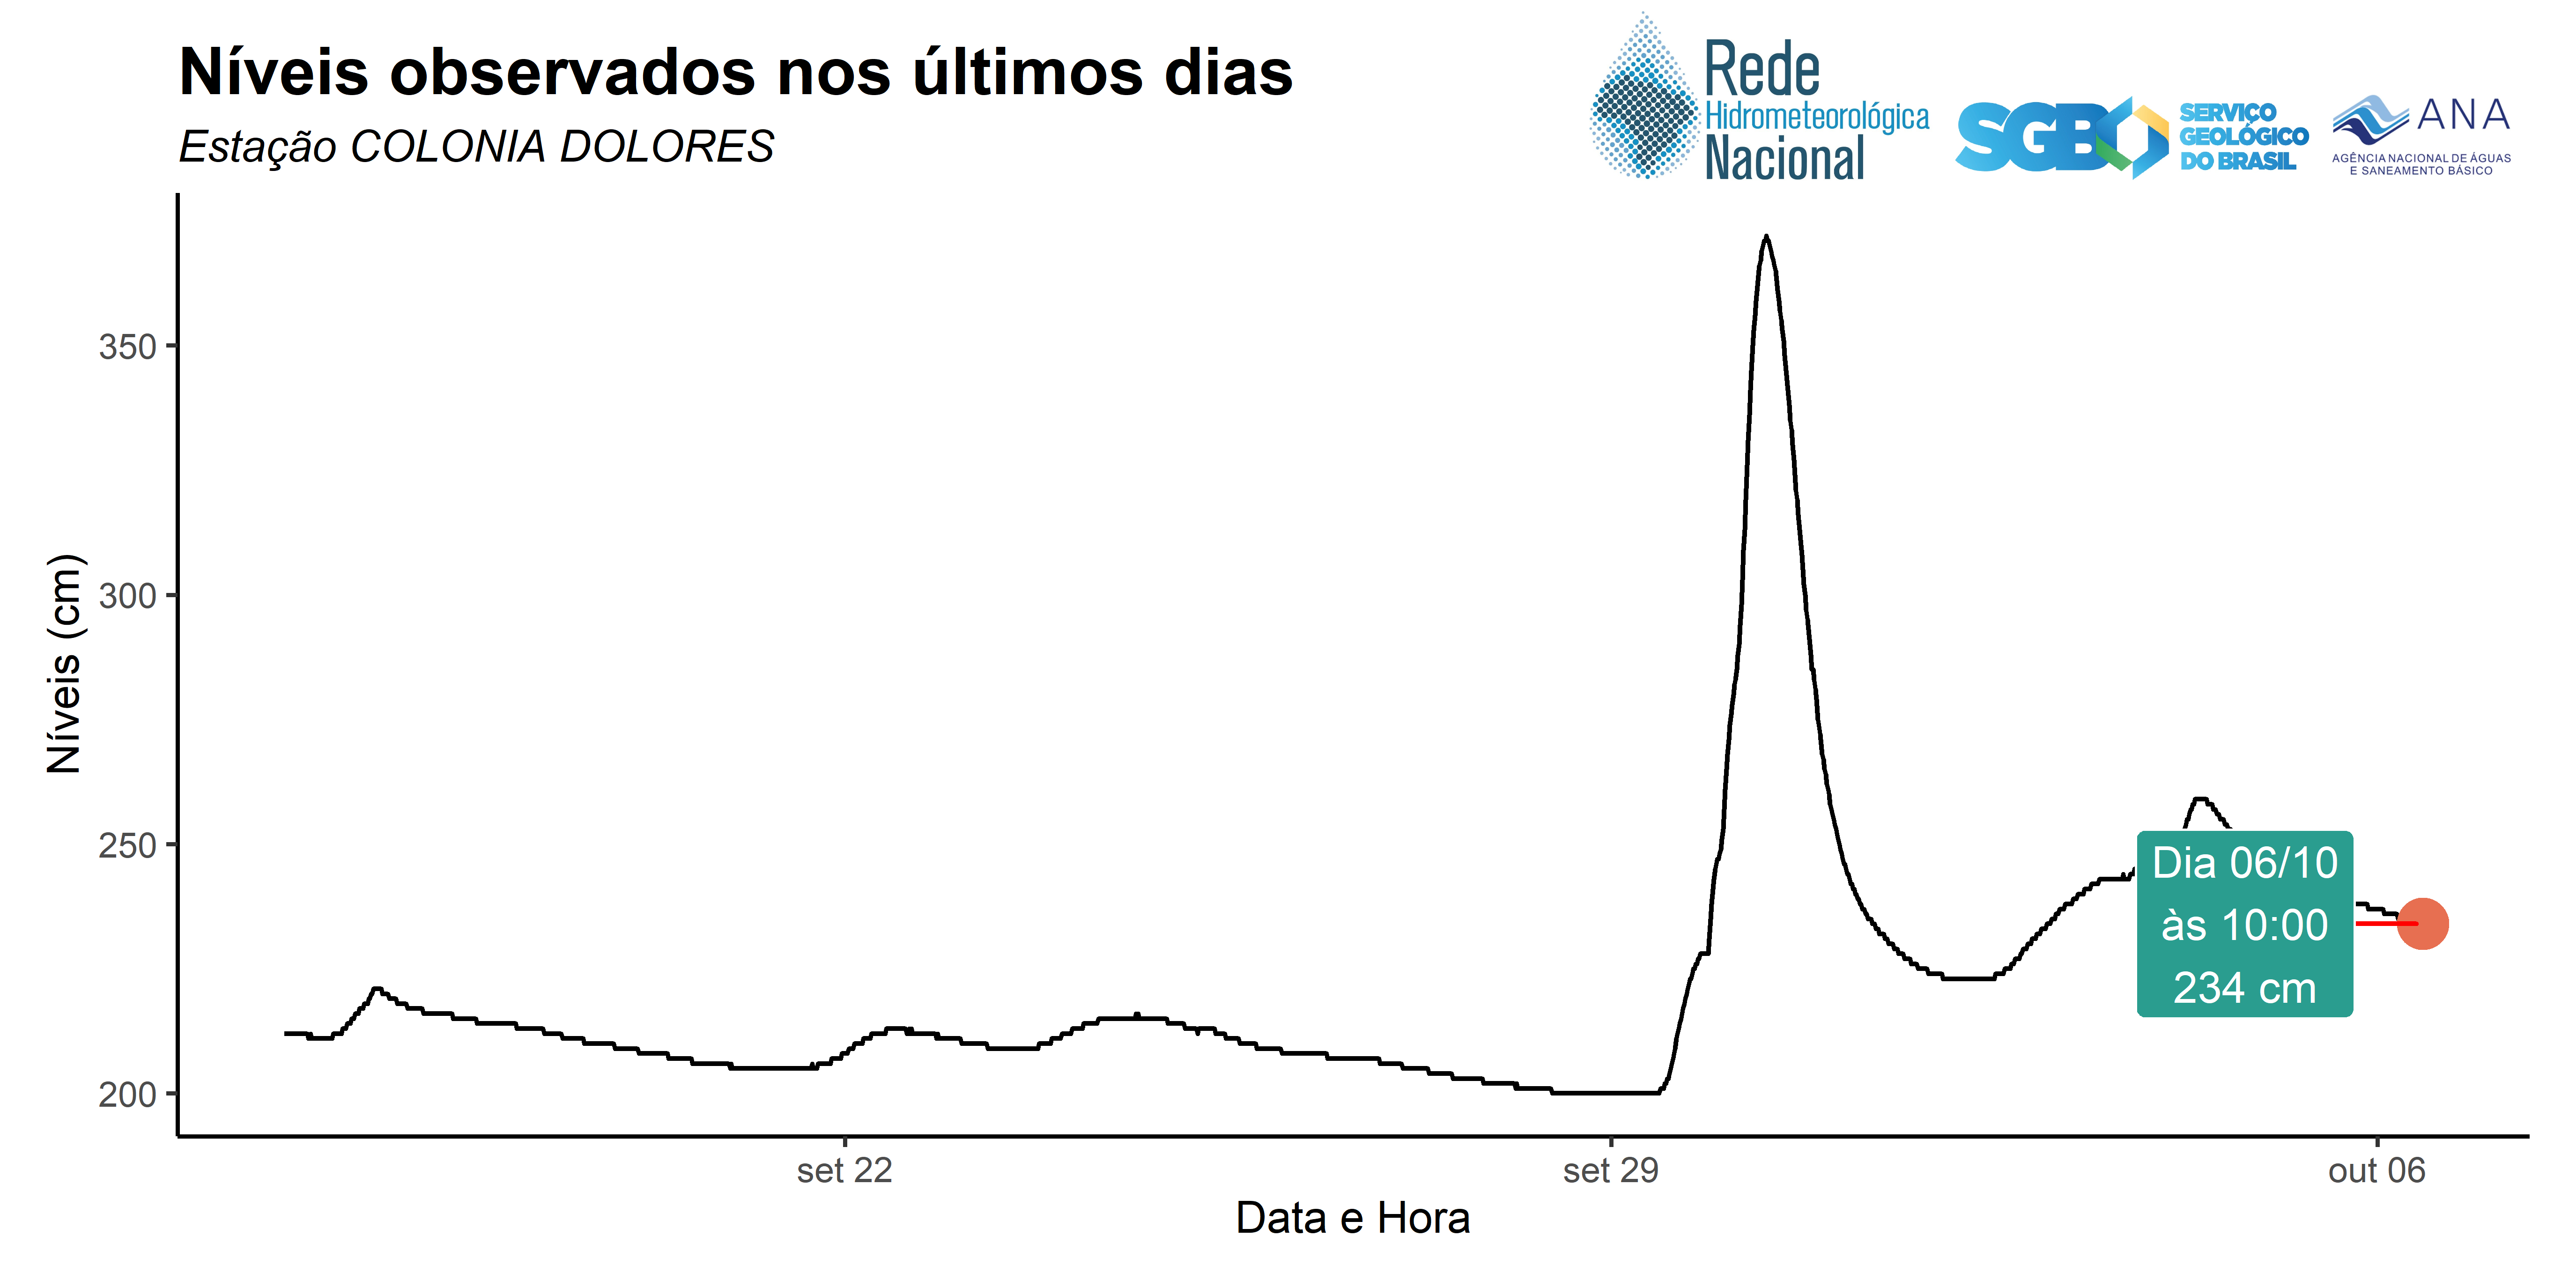 Níveis observados nos últimos dias
Estação COLONIA DOLORES
Rede
Hidrometeorológica
Nacional
SGB
SERVIÇO
GEOLÓGICO
DO BRASIL
ANA
AGÊNCIA NACIONAL DE ÁGUAS
E SANEAMENTO BÁSICO
Níveis (cm)
350
300
250
200
Dia 06/10
às 10:00
234 cm
set 22
set 29
out 06
Data e Hora